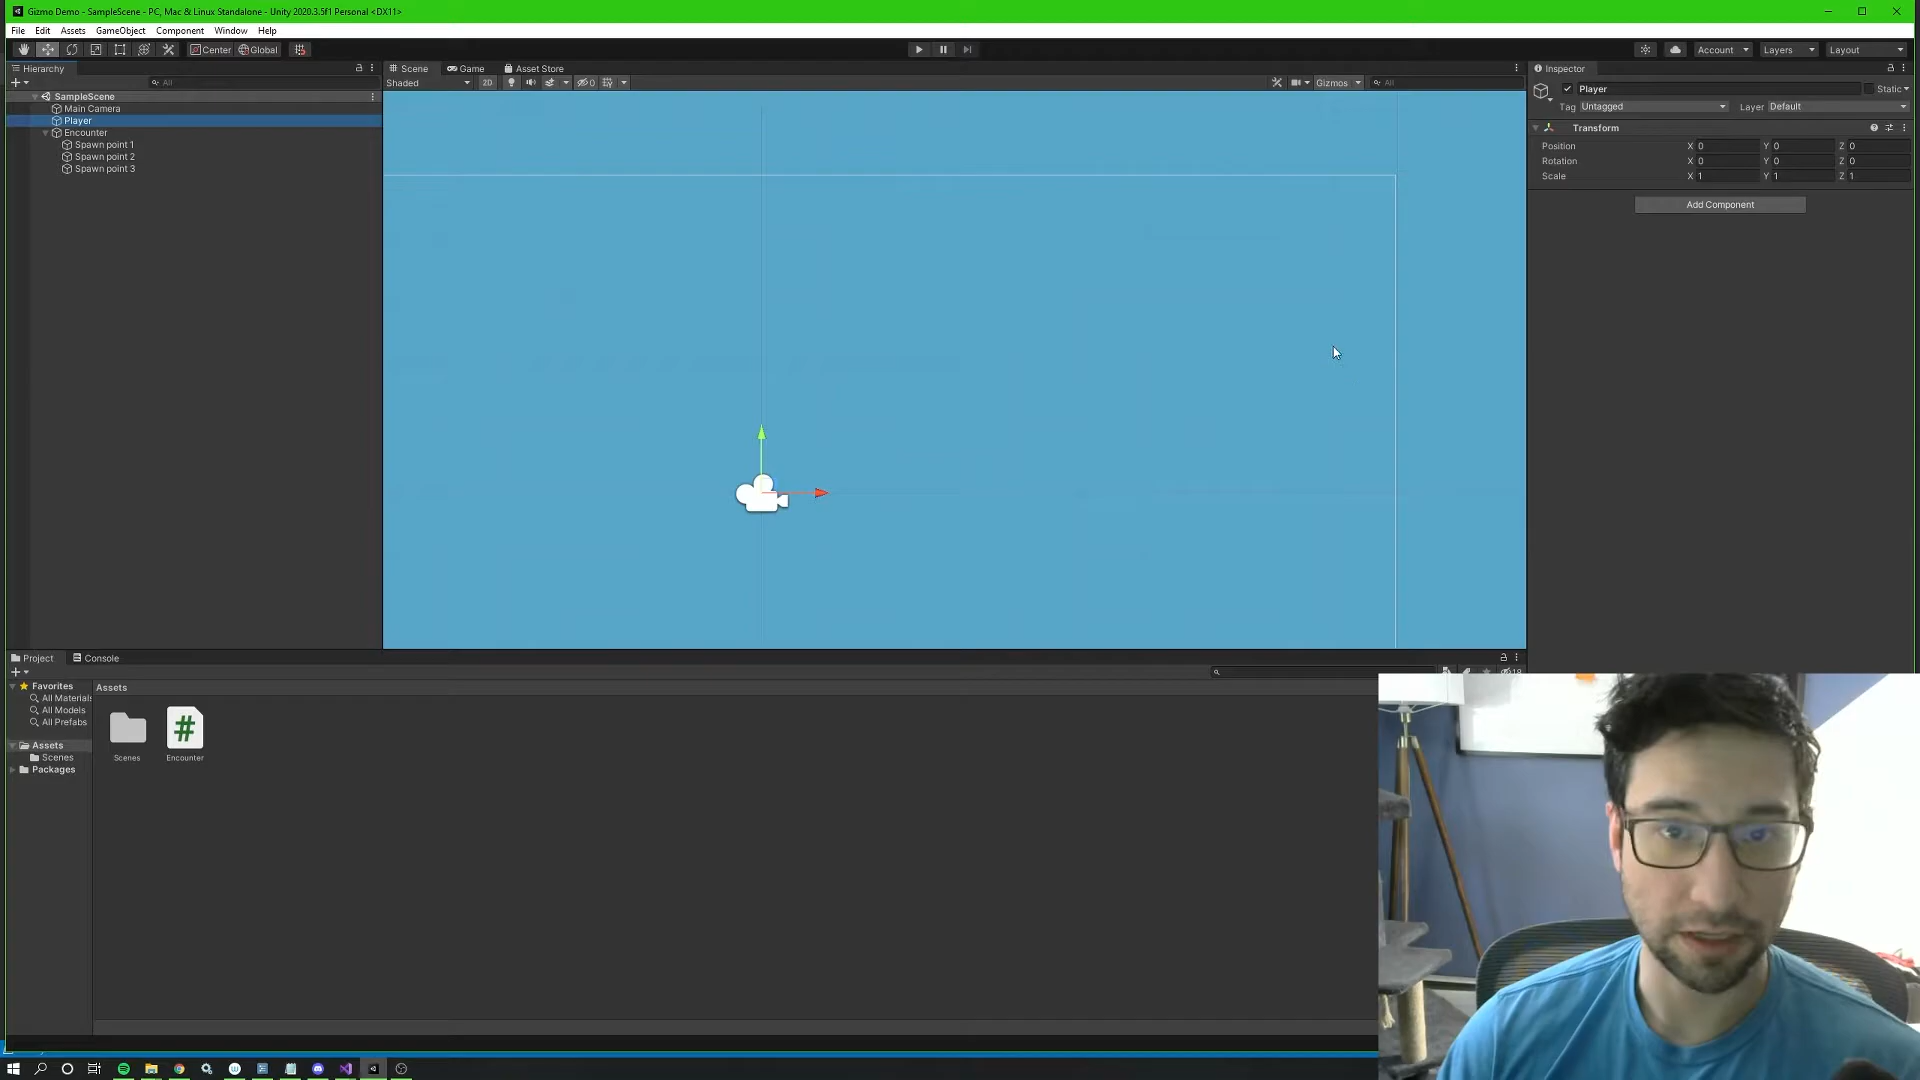 Gizmo Demo - SampleScene - PC, Mac & Linux Standalone - Unity 2020.3.5f1 Personal <DX11>
File Edit Assets GameObject Component Window Help
Center Global Account Layers Layout
Hierarchy
All
SampleScene
Main Camera
Player
Encounter
Spawn point 1
Spawn point 2
Spawn point 3
Scene Game Asset Store
Shaded 2D 0 Gizmos All
Inspector
Player Static
Tag Untagged Layer Default
Transform
Position X 0 Y 0 Z 0
Rotation X 0 Y 0 Z 0
Scale X 1 Y 1 Z 1
Add Component
Project Console
Favorites
All Materials
All Models
All Prefabs
Assets
Scenes
Packages
Assets
Scenes
#
Encounter